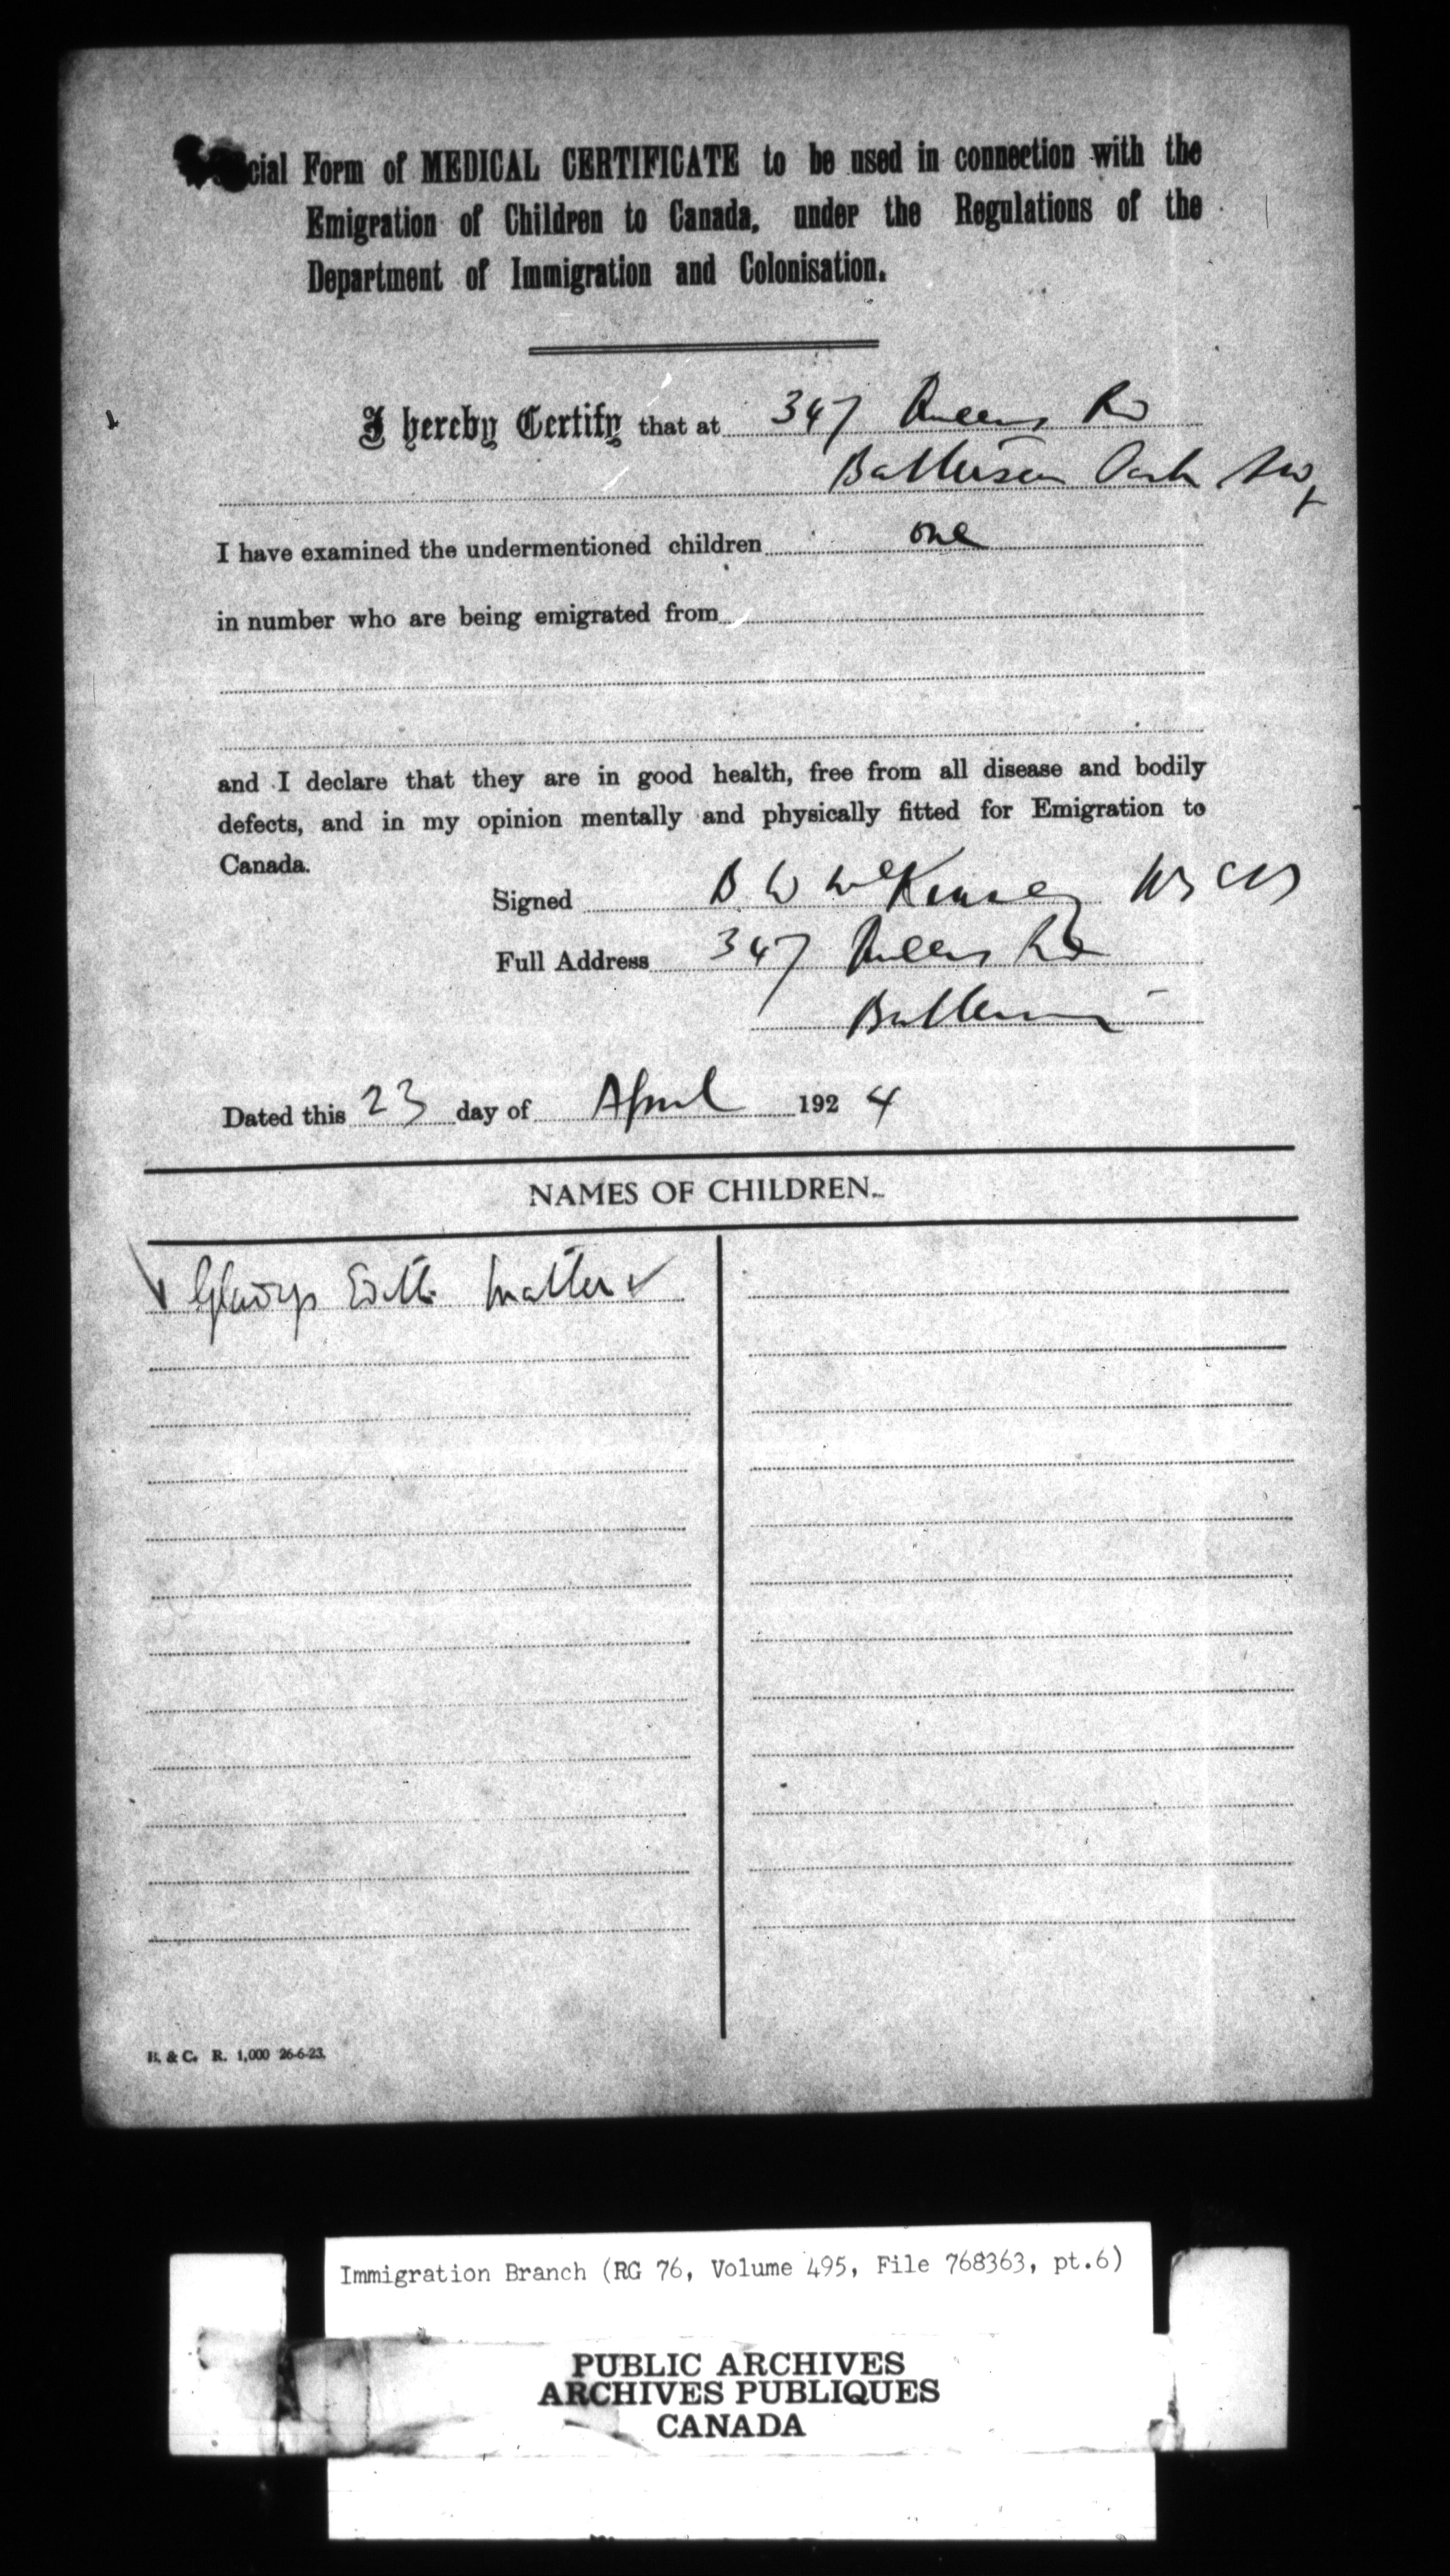 cial Form of MEDICAL CERTIFICATE to be used in connection with the
Emigration of Children to Canada, under the Regulations of the
Department of Immigration and Colonisation.
I hereby Certify that at 347 Queens Rd
Battersea Park SW
I have examined the undermentioned children one
in number who are being emigrated from
and I declare that they are in good health, free from all disease and bodily
defects, and in my opinion mentally and physically fitted for Emigration to
Canada.
Signed B W
Full Address 347 Queens Rd
Battersea
Dated this 23 day of April 1924
NAMES OF CHILDREN.
Gladys Edith
B. & C. R. 1,000 26-6-23.
Immigration Branch (RG 76, Volume 495, File 768363, pt.6)
PUBLIC ARCHIVES
ARCHIVES PUBLIQUES
CANADA